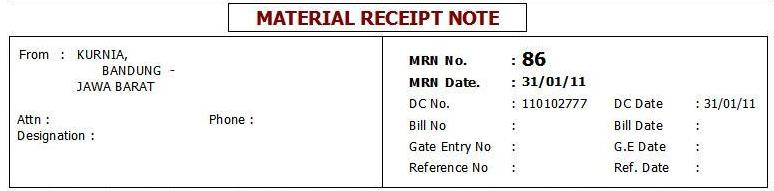 MATERIAL RECEIPT NOTE
From : KURNIA,
BANDUNG -
JAWA BARAT
Attn :
Phone :
Designation :
MRN No. : 86
MRN Date. : 31/01/11
DC No. : 110102777 DC Date : 31/01/11
Bill No : Bill Date :
Gate Entry No : G.E Date :
Reference No : Ref. Date :